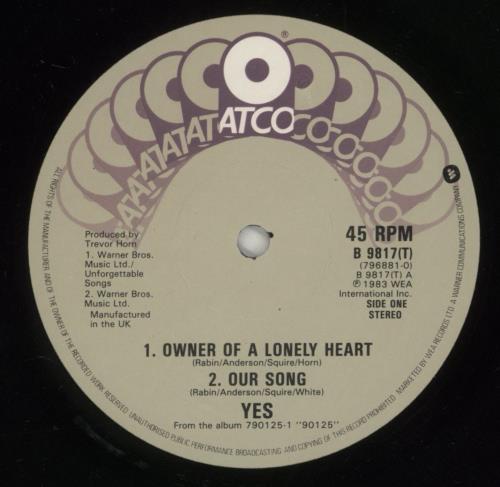 ATCO
®
Produced by
Trevor Horn
1. Warner Bros.
Music Ltd./
Unforgettable
Songs
2. Warner Bros.
Music Ltd.
Manufactured
in the UK
45 RPM
B 9817(T)
(796881-0)
B 9817(T) A
℗ 1983 WEA
International Inc.
SIDE ONE
STEREO
1. OWNER OF A LONELY HEART
(Rabin/Anderson/Squire/Horn)
2. OUR SONG
(Rabin/Anderson/Squire/White)
YES
From the album 790125-1 "90125"
ALL RIGHTS OF THE MANUFACTURER AND OF THE OWNER OF THE RECORDED WORK RESERVED. UNAUTHORISED PUBLIC PERFORMANCE BROADCASTING AND COPYING OF THIS RECORD PROHIBITED. MARKETED BY WEA RECORDS LTD. A WARNER COMMUNICATIONS COMPANY